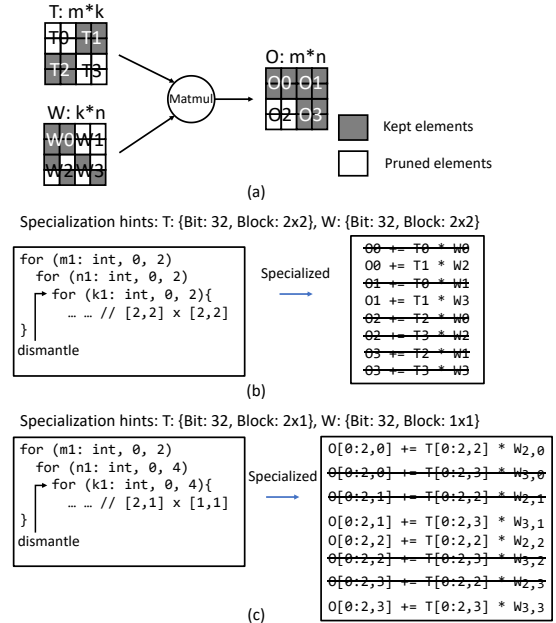 T: m*k
T0 T1
T2 T3
W: k*n
W0 W1
W2 W3
Matmul
O: m*n
O0 O1
O2 O3
Kept elements
Pruned elements
(a)
Specialization hints: T: {Bit: 32, Block: 2x2}, W: {Bit: 32, Block: 2x2}
for (m1: int, 0, 2)
for (n1: int, 0, 2)
for (k1: int, 0, 2){
… … // [2,2] x [2,2]
}
dismantle
Specialized
O0 += T0 * W0
O0 += T1 * W2
O1 += T0 * W1
O1 += T1 * W3
O2 += T2 * W0
O2 += T3 * W2
O3 += T2 * W1
O3 += T3 * W3
(b)
Specialization hints: T: {Bit: 32, Block: 2x1}, W: {Bit: 32, Block: 1x1}
for (m1: int, 0, 2)
for (n1: int, 0, 4)
for (k1: int, 0, 4){
… … // [2,1] x [1,1]
}
dismantle
Specialized
O[0:2,0] += T[0:2,2] * W2,0
O[0:2,0] += T[0:2,3] * W3,0
O[0:2,1] += T[0:2,2] * W2,1
O[0:2,1] += T[0:2,3] * W3,1
O[0:2,2] += T[0:2,2] * W2,2
O[0:2,2] += T[0:2,3] * W3,2
O[0:2,3] += T[0:2,2] * W2,3
O[0:2,3] += T[0:2,3] * W3,3
(c)